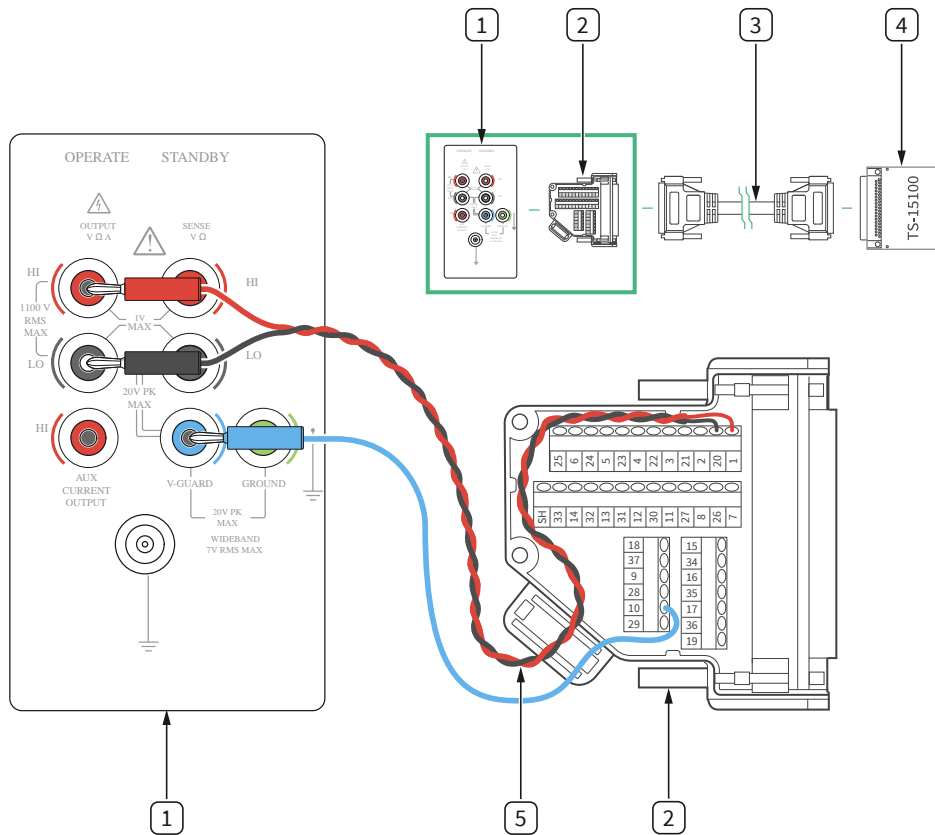 1
2
3
4
OPERATE STANDBY
OUTPUT
V Ω A
SENSE
V Ω
HI
HI
1100 V
RMS
MAX
1V
MAX
LO
LO
20V PK
MAX
HI
AUX
CURRENT
OUTPUT
V-GUARD
GROUND
20V PK
MAX
WIDEBAND
7V RMS MAX
OPERATE STANDBY
TS-15100
25 6 24 5 23 4 22 3 21 2 20 1
SH 33 14 32 13 31 12 30 11 27 8 26 7
18
37
9
28
10
29
15
34
16
35
17
36
19
1
5
2